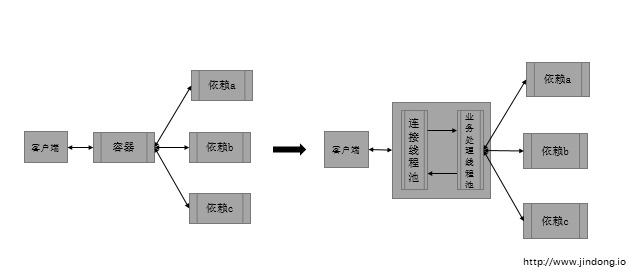 客户端
容器
依赖a
依赖b
依赖c
客户端
连接线程池
业务处理线程池
依赖a
依赖b
依赖c
http://www.jindong.io